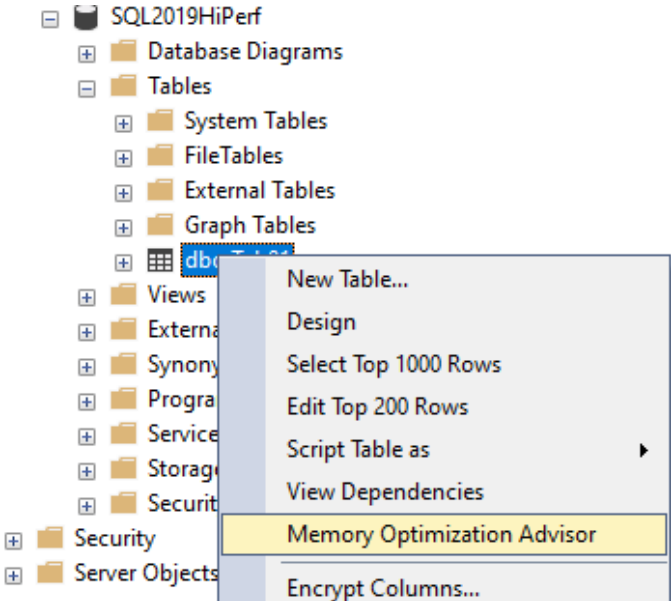 SQL2019HiPerf
Database Diagrams
Tables
System Tables
FileTables
External Tables
Graph Tables
New Table...
Views
Design
Select Top 1000 Rows
Edit Top 200 Rows
Script Table as
View Dependencies
Security
Memory Optimization Advisor
Server Objects
Encrypt Columns...